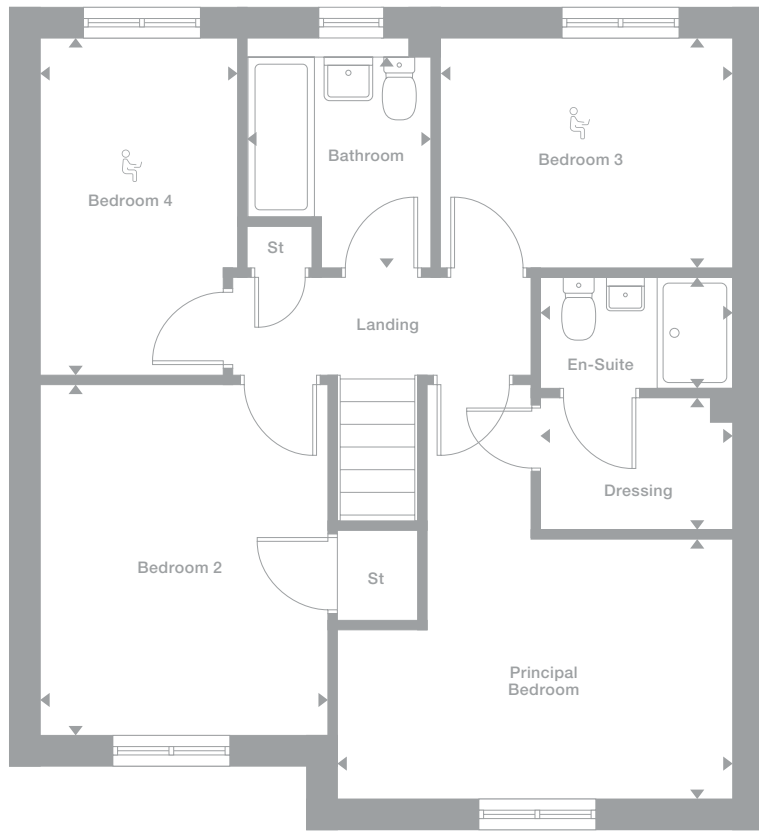 Bathroom
Bedroom 3
Bedroom 4
St
Landing
En-Suite
Dressing
Bedroom 2
St
Principal
Bedroom